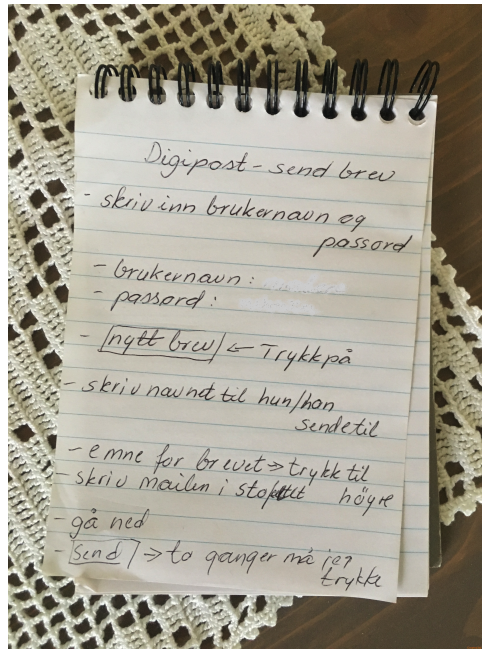 Digipost - send brev
- skriv inn brukernavn og
passord
- brukernavn:
- passord:
- nytt brev ← Trykk på
- skriv navnet til hun/han
sende til
- emne for brevet → trykk til
høyre
- skriv mailen i
- gå ned
- send → to ganger må jeg
trykke